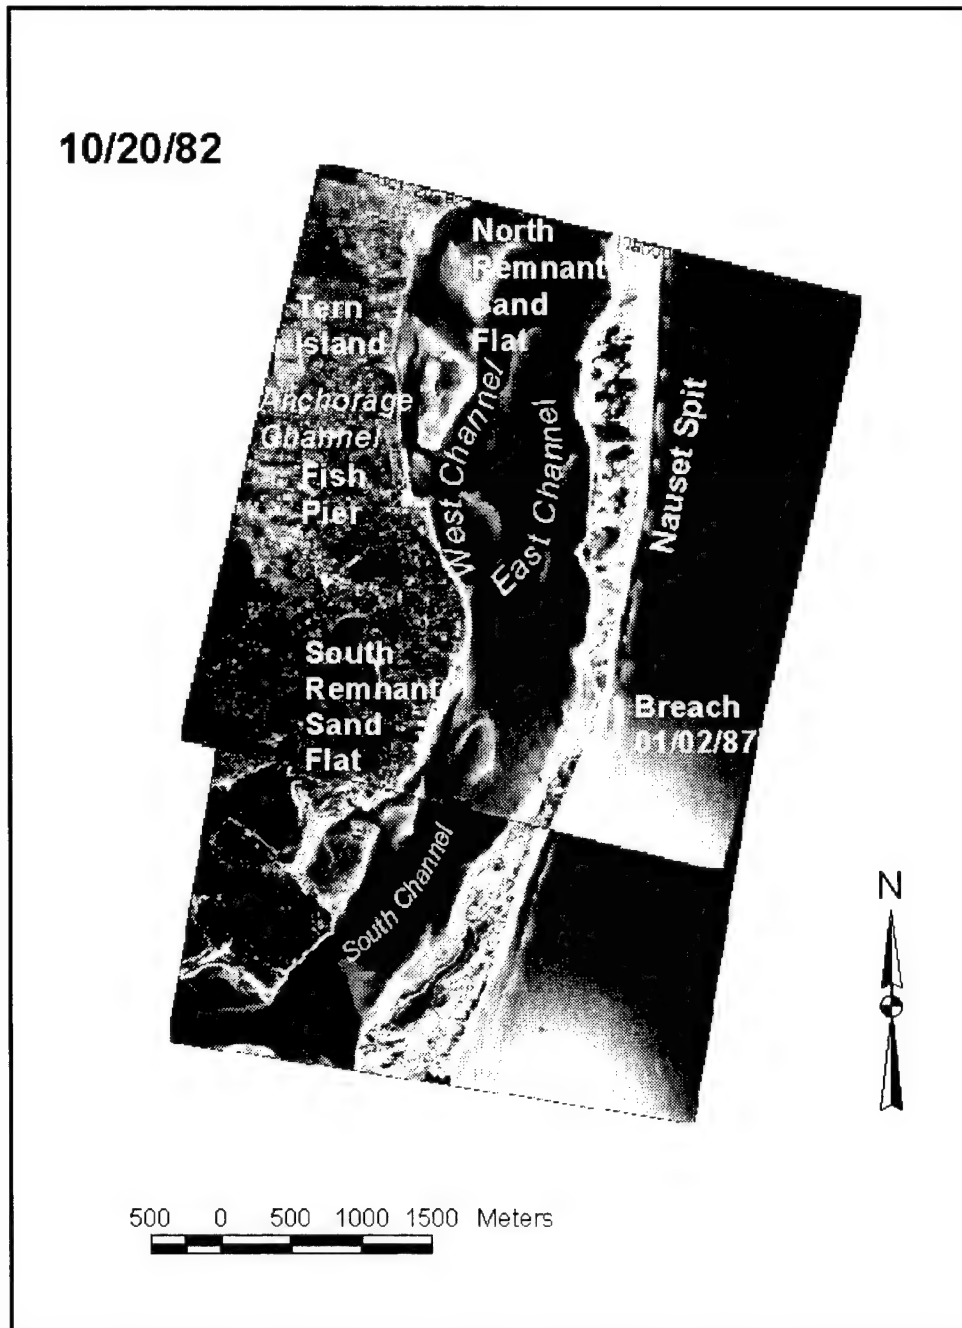 10/20/82
North
Remnant
Sand
Flat
Tern
Island
Anchorage
Channel
Fish
Pier
West Channel
East Channel
Nauset Spit
South
Remnant
Sand
Flat
Breach
01/02/87
South Channel
N
500 0 500 1000 1500 Meters